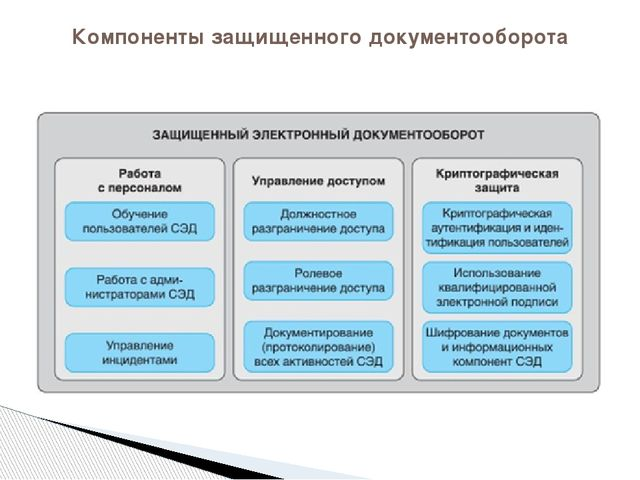 Компоненты защищенного документооборота
ЗАЩИЩЕННЫЙ ЭЛЕКТРОННЫЙ ДОКУМЕНТООБОРОТ
Работа
с персоналом
Обучение
пользователей СЭД
Работа с адми-
нистраторами СЭД
Управление
инцидентами
Управление доступом
Должностное
разграничение доступа
Ролевое
разграничение доступа
Документирование
(протоколирование)
всех активностей СЭД
Криптографическая
защита
Криптографическая
аутентификация и иден-
тификация пользователей
Использование
квалифицированной
электронной подписи
Шифрование документов
и информационных
компонент СЭД